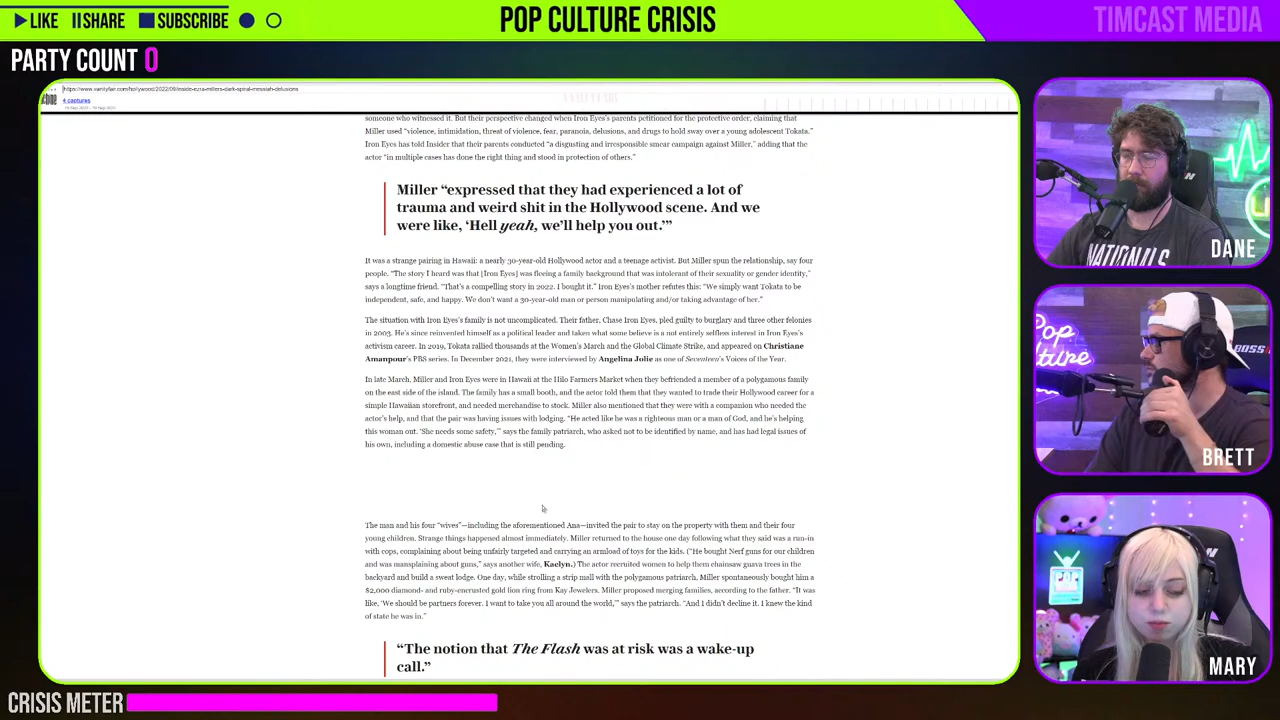 LIKE SHARE SUBSCRIBE
POP CULTURE CRISIS
TIMCAST MEDIA
PARTY COUNT 0
https://www.vanityfair.com/hollywood/2022/09/inside-ezra-millers-dark-spiral-messiah-delusions
4 captures
VANITY FAIR
someone who witnessed it. But their perspective changed when Iron Eyes's parents petitioned for the protective order, claiming that
Miller used “violence, intimidation, threat of violence, fear, paranoia, delusions, and drugs to hold sway over a young adolescent Tokata.”
Iron Eyes has told Insider that their parents conducted “a disgusting and irresponsible smear campaign against Miller,” adding that the
actor “in multiple cases has done the right thing and stood in protection of others.”
Miller “expressed that they had experienced a lot of
trauma and weird shit in the Hollywood scene. And we
were like, ‘Hell yeah, we’ll help you out.’”
It was a strange pairing in Hawaii: a nearly 30-year-old Hollywood actor and a teenage activist. But Miller spun the relationship, say four
people. “The story I heard was that [Iron Eyes] was fleeing a family background that was intolerant of their sexuality or gender identity,”
says a longtime friend. “That’s a compelling story in 2022. I bought it.” Iron Eyes’s mother refutes this: “We simply want Tokata to be
independent, safe, and happy. We don’t want a 30-year-old man or person manipulating and/or taking advantage of her.”
The situation with Iron Eyes’s family is not uncomplicated. Their father, Chase Iron Eyes, pled guilty to burglary and three other felonies
in 2003. He’s since reinvented himself as a political leader and taken what some believe is a not entirely selfless interest in Iron Eyes’s
activism career. In 2019, Tokata rallied thousands at the Women’s March and the Global Climate Strike, and appeared on Christiane
Amanpour’s PBS series. In December 2021, they were interviewed by Angelina Jolie as one of Seventeen’s Voices of the Year.
In late March, Miller and Iron Eyes were in Hawaii at the Hilo Farmers Market when they befriended a member of a polygamous family
on the east side of the island. The family has a small booth, and the actor told them that they wanted to trade their Hollywood career for a
simple Hawaiian storefront, and needed merchandise to stock. Miller also mentioned that they were with a companion who needed the
actor’s help, and that the pair was having issues with lodging. “He acted like he was a righteous man or a man of God, and he’s helping
this woman out. ‘She needs some safety,’” says the family patriarch, who asked not to be identified by name, and has had legal issues of
his own, including a domestic abuse case that is still pending.
The man and his four “wives”—including the aforementioned Ana—invited the pair to stay on the property with them and their four
young children. Strange things happened almost immediately. Miller returned to the house one day following what they said was a run-in
with cops, complaining about being unfairly targeted and carrying an armload of toys for the kids. (“He bought Nerf guns for our children
and was mansplaining about guns,” says another wife, Kaelyn.) The actor recruited women to help them chainsaw guava trees in the
backyard and build a sweat lodge. One day, while strolling a strip mall with the polygamous patriarch, Miller spontaneously bought him a
$2,000 diamond- and ruby-encrusted gold lion ring from Kay Jewelers. Miller proposed merging families, according to the father. “It was
like, ‘We should be partners forever. I want to take you all around the world,’” says the patriarch. “And I didn’t decline it. I knew the kind
of state he was in.”
“The notion that The Flash was at risk was a wake-up
call.”
NATIONALS
DANE
Pop
Culture
BOSS
BRETT
MARY
CRISIS METER